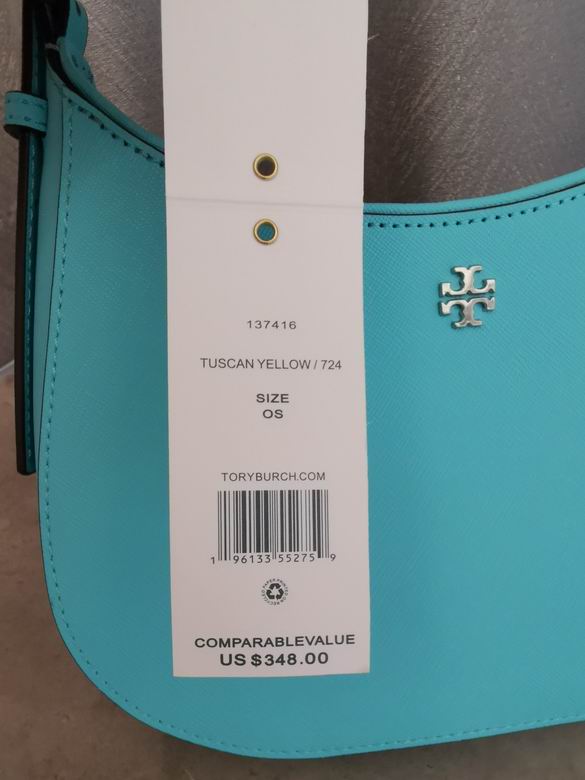 137416
TUSCAN YELLOW / 724
SIZE
OS
TORYBURCH.COM
1 96133 55275 9
COMPARABLEVALUE
US $348.00